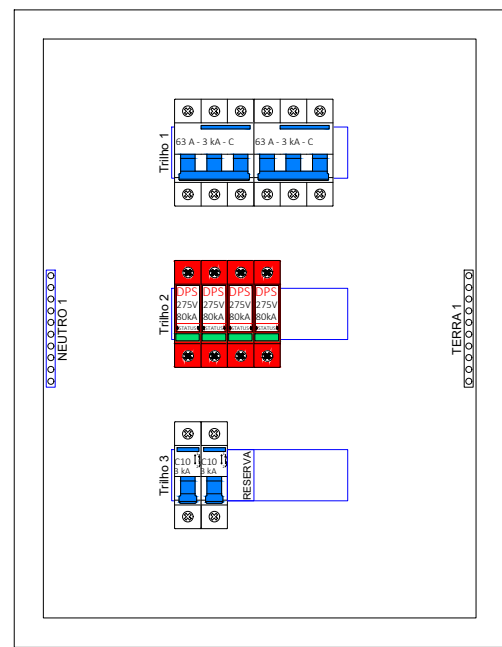 Trilho 1
63 A - 3 kA - C
63 A - 3 kA - C
NEUTRO 1
Trilho 2
DPS DPS DPS DPS
275V 275V 275V 275V
80kA 80kA 80kA 80kA
STATUS STATUS STATUS STATUS
TERRA 1
Trilho 3
C10 C10
3 kA 3 kA
RESERVA